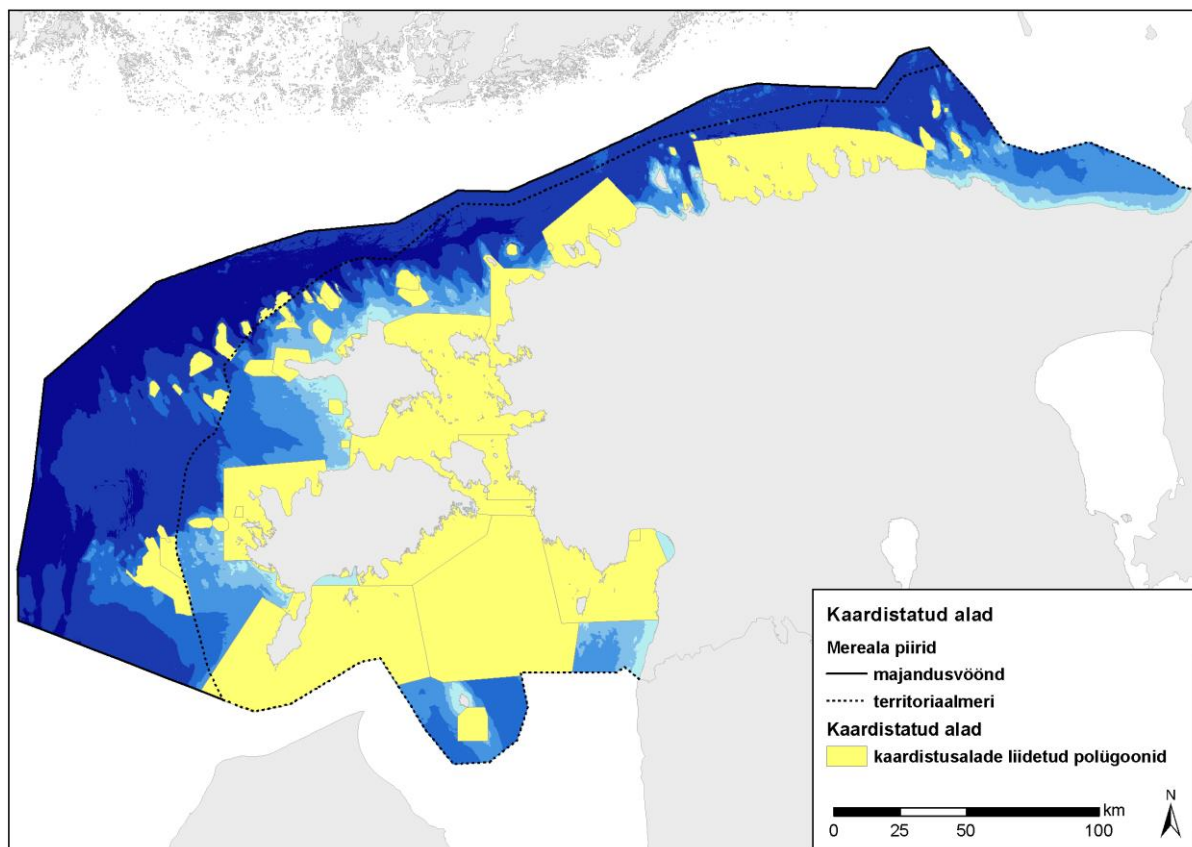 Kaardistatud alad
Mereala piirid
majandusvöönd
territoriaalmeri
Kaardistatud alad
kaardistusalade liidetud polügoonid
km
0 25 50 100
N